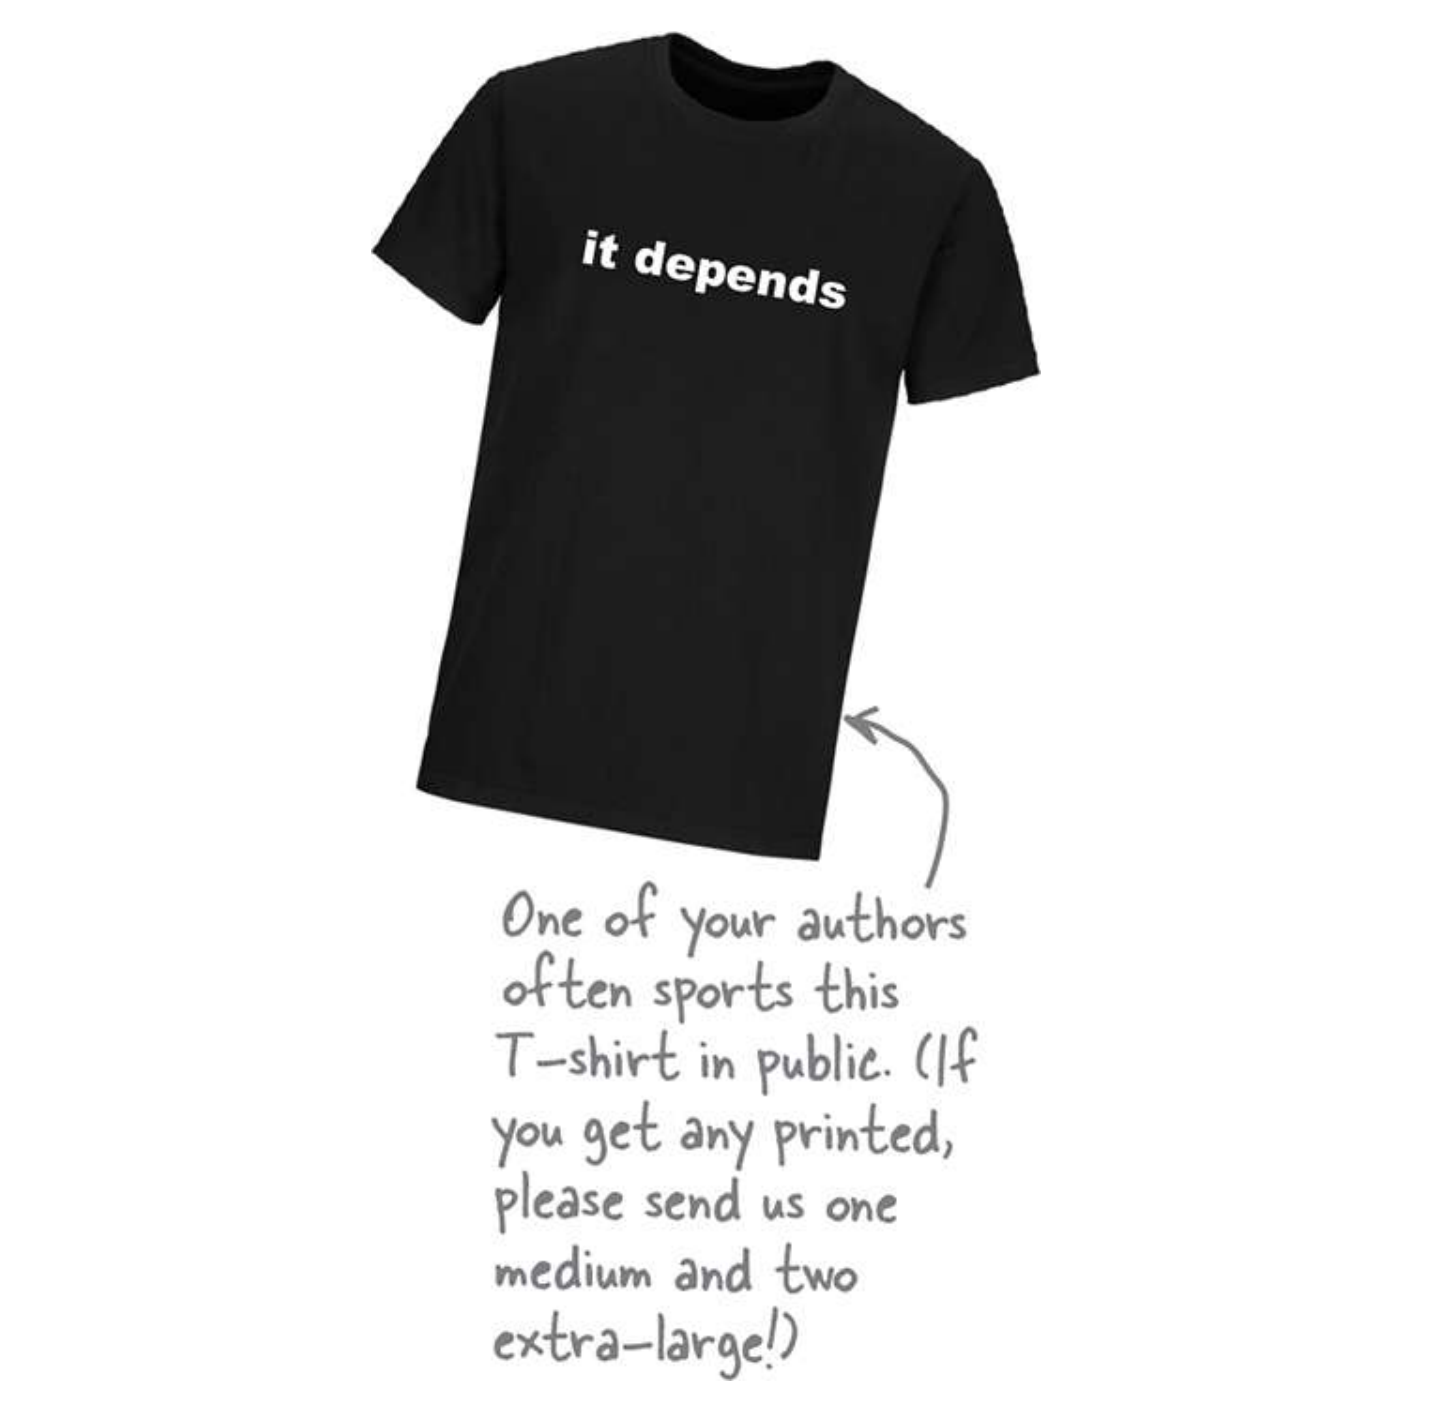 it depends
One of your authors
often sports this
T-shirt in public. (If
you get any printed,
please send us one
medium and two
extra-large!)